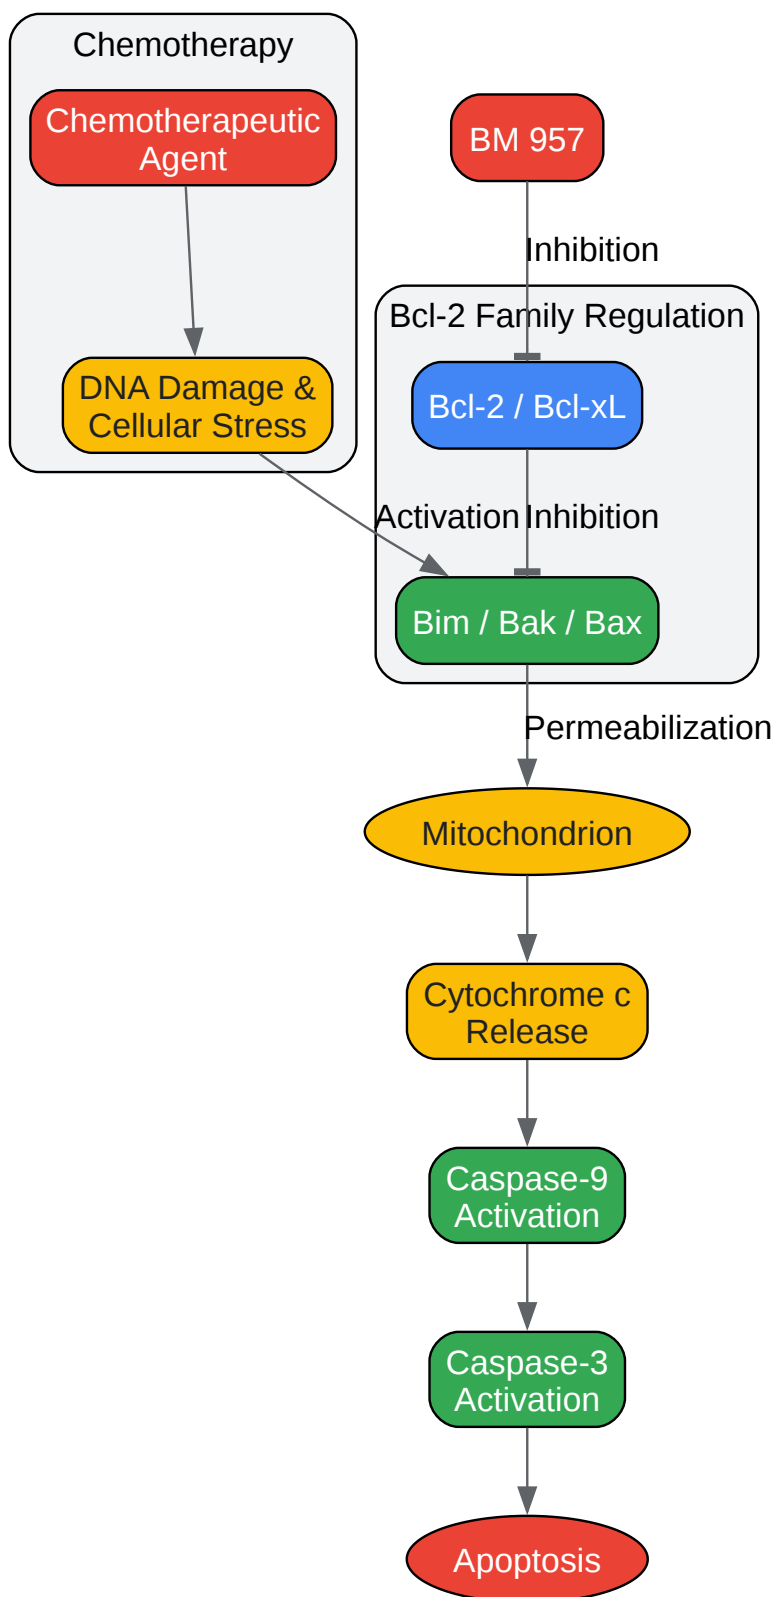 Chemotherapy
Chemotherapeutic
Agent
BM 957
Inhibition
Bcl-2 Family Regulation
DNA Damage &
Cellular Stress
Bcl-2 / Bcl-xL
Activation
Inhibition
Bim / Bak / Bax
Permeabilization
Mitochondrion
Cytochrome c
Release
Caspase-9
Activation
Caspase-3
Activation
Apoptosis